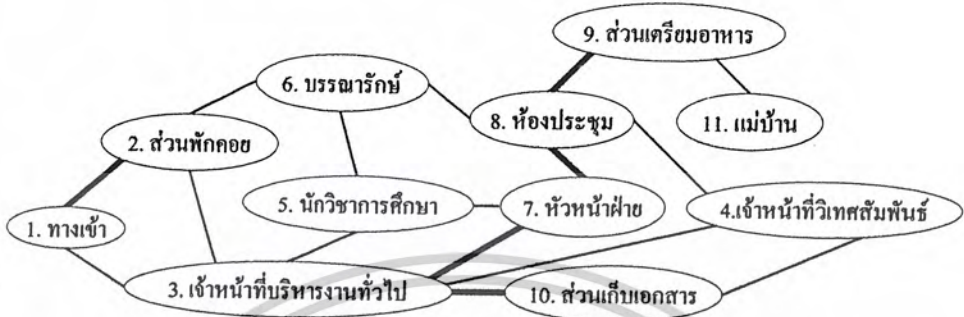 9. ส่วนเตรียมอาหาร
6. บรรณารักษ์
8. ห้องประชุม
11. แม่บ้าน
2. ส่วนพักคอย
5. นักวิชาการศึกษา
7. หัวหน้าฝ่าย
4.เจ้าหน้าที่วิเทศสัมพันธ์
1. ทางเข้า
3. เจ้าหน้าที่บริหารงานทั่วไป
10. ส่วนเก็บเอกสาร